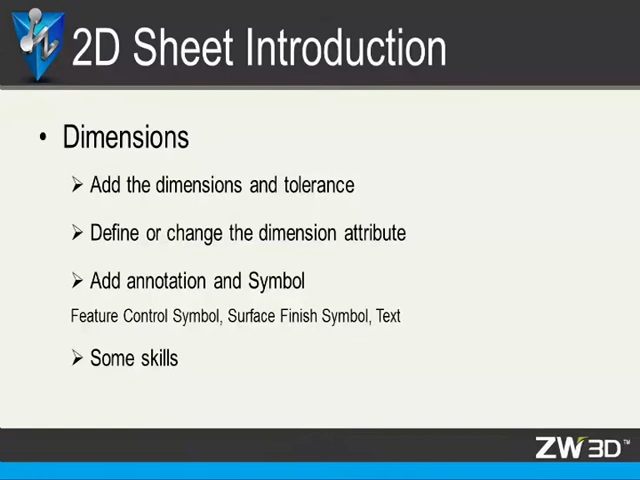 2D Sheet Introduction
• Dimensions
➢ Add the dimensions and tolerance
➢ Define or change the dimension attribute
➢ Add annotation and Symbol
Feature Control Symbol, Surface Finish Symbol, Text
➢ Some skills
ZW3D™